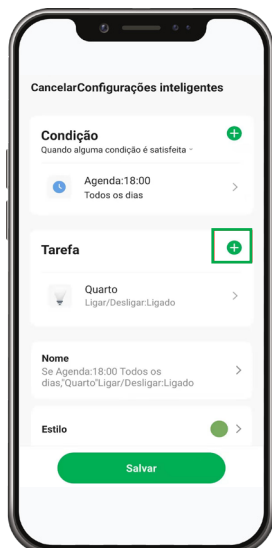 CancelarConfigurações inteligentes
Condição
Quando alguma condição é satisfeita
Agenda:18:00
Todos os dias
Tarefa
Quarto
Ligar/Desligar:Ligado
Nome
Se Agenda:18:00 Todos os
dias,"Quarto"Ligar/Desligar:Ligado
Estilo
Salvar